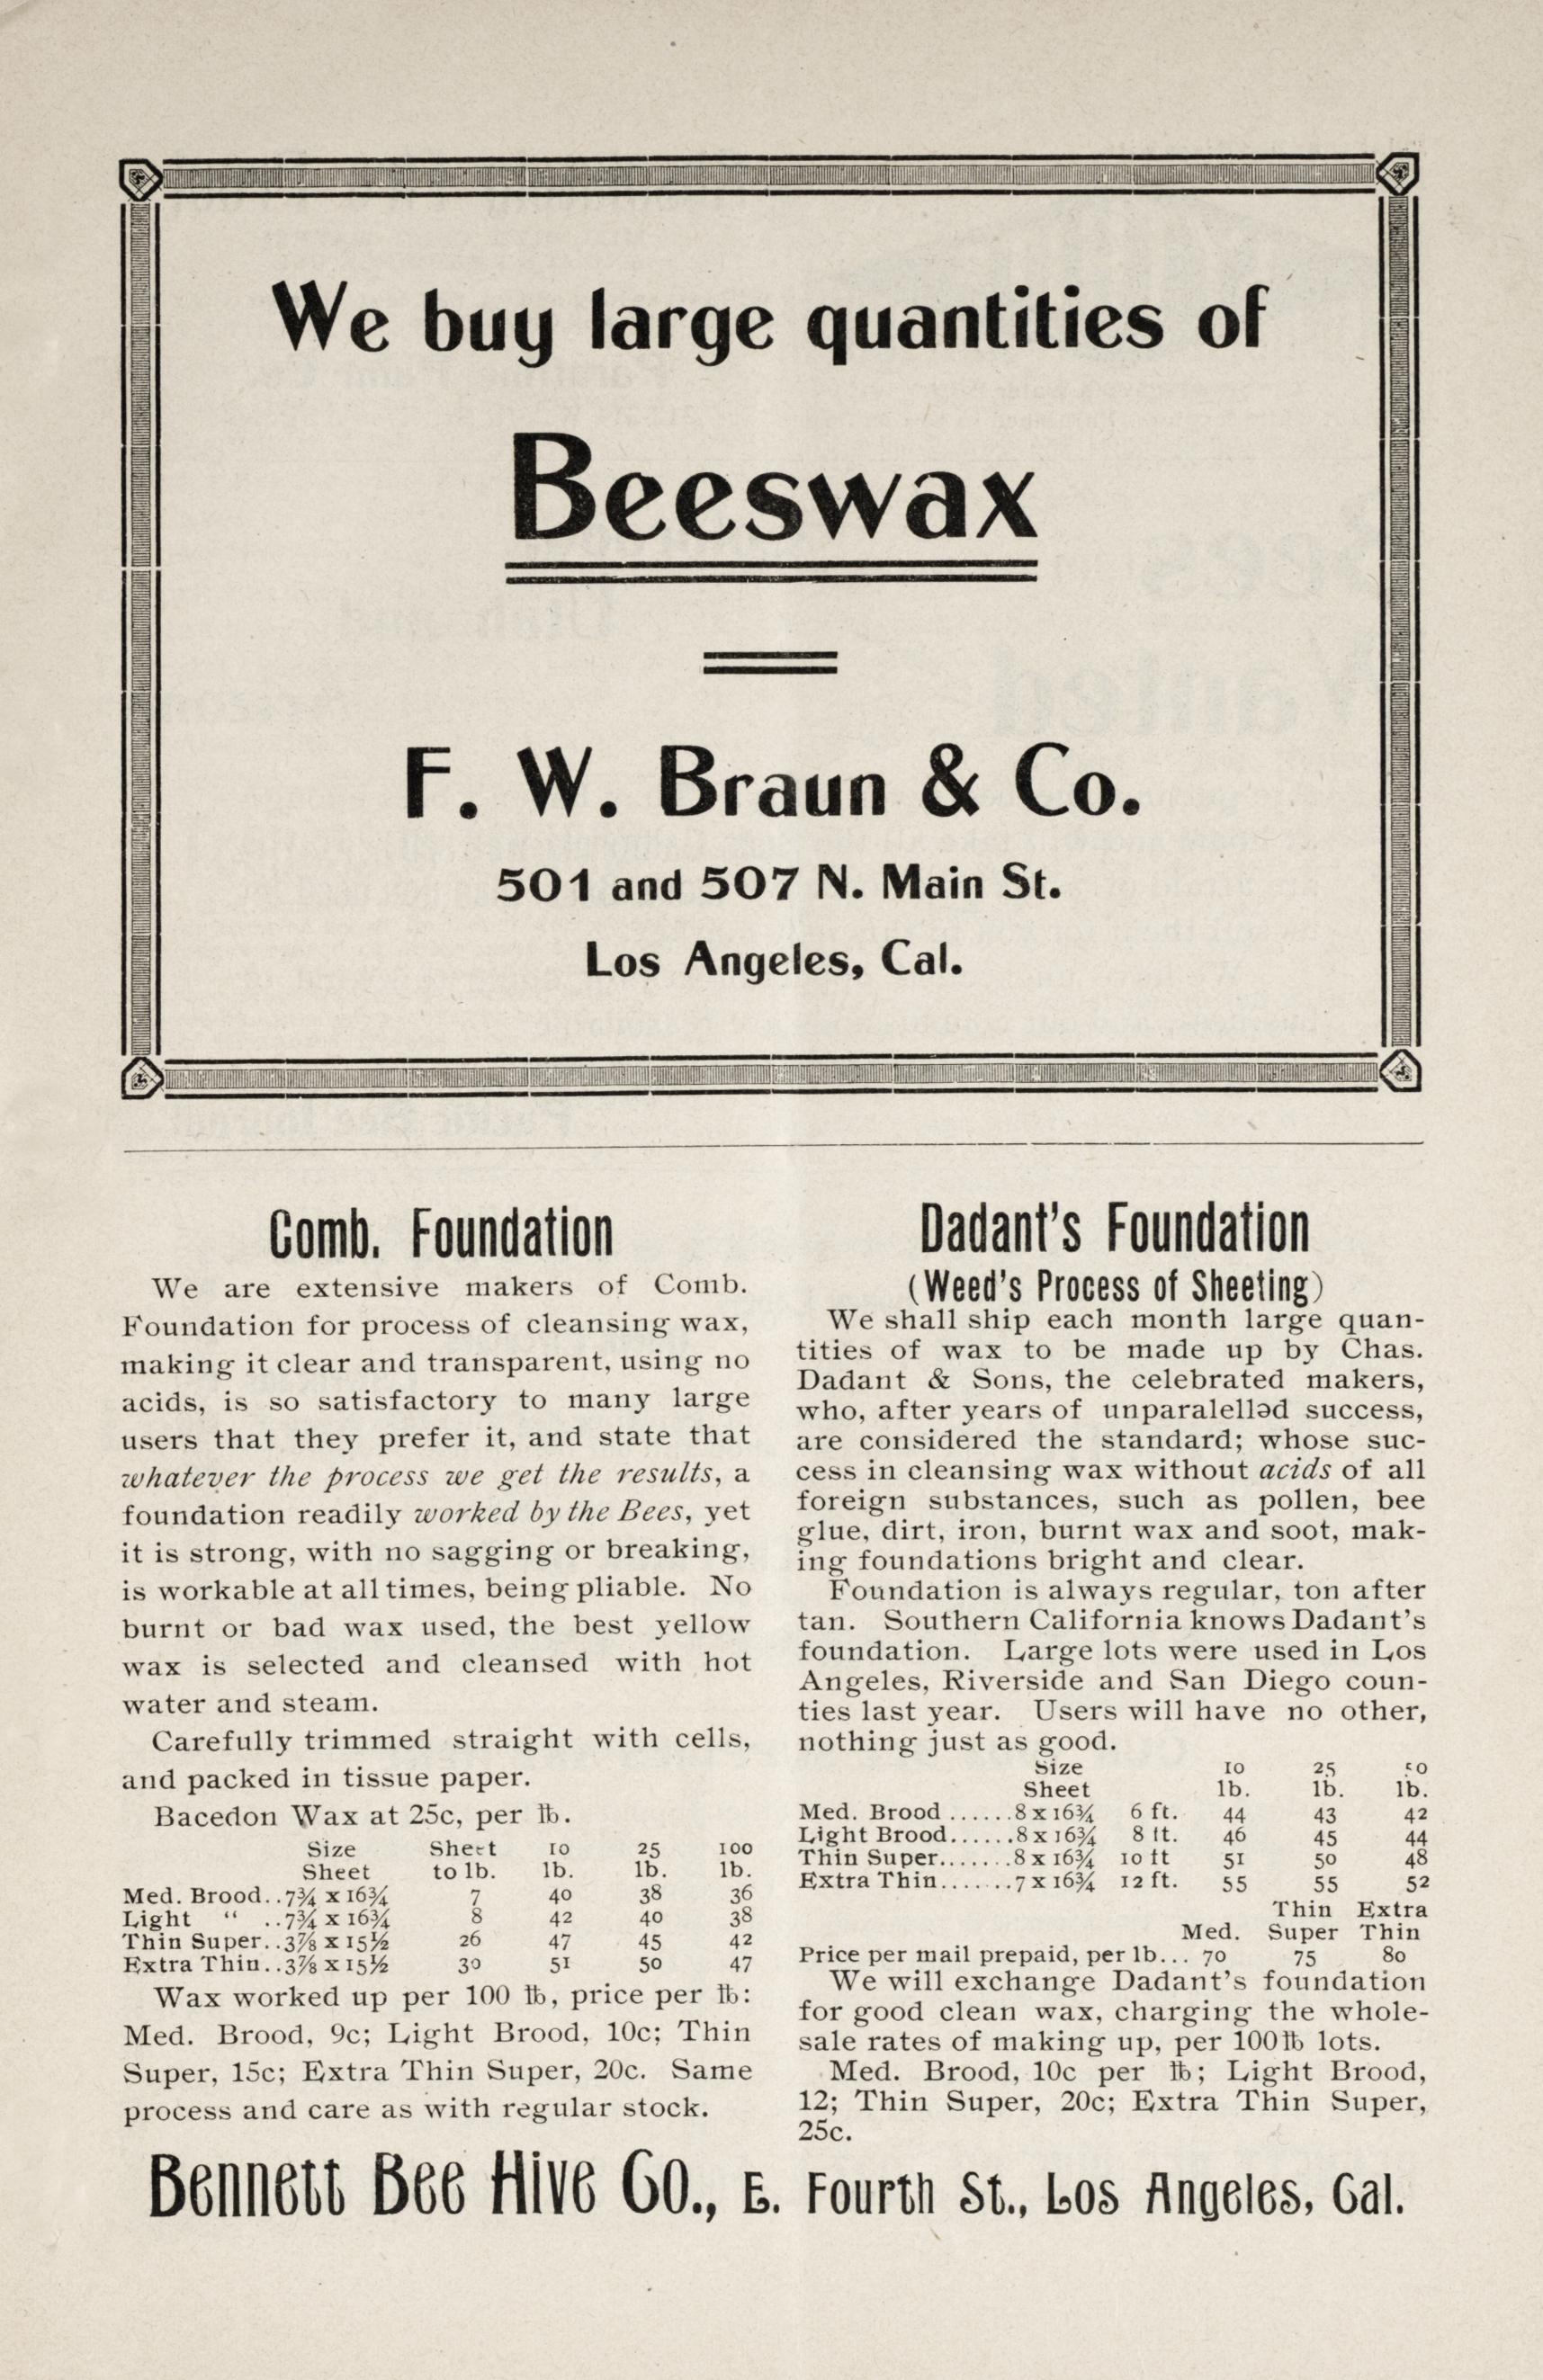 We buy large quantities of
Beeswax
F. W. Braun & Co.
501 and 507 N. Main St.
Los Angeles, Cal.
Comb. Foundation
We are extensive makers of Comb.
Foundation for process of cleansing wax,
making it clear and transparent, using no
acids, is so satisfactory to many large
users that they prefer it, and state that
whatever the process we get the results, a
foundation readily worked by the Bees, yet
it is strong, with no sagging or breaking,
is workable at all times, being pliable. No
burnt or bad wax used, the best yellow
wax is selected and cleansed with hot
water and steam.
Carefully trimmed straight with cells,
and packed in tissue paper.
Bacedon Wax at 25c, per ℔.
Size Sheet 10 25 100
Sheet to lb. lb. lb. lb.
Med. Brood..7¾ x 16¾ 7 40 38 36
Light “ ..7¾ x 16¾ 8 42 40 38
Thin Super..3⅞ x 15½ 26 47 45 42
Extra Thin..3⅞ x 15½ 30 51 50 47
Wax worked up per 100 ℔, price per ℔:
Med. Brood, 9c; Light Brood, 10c; Thin
Super, 15c; Extra Thin Super, 20c. Same
process and care as with regular stock.
Dadant's Foundation
(Weed's Process of Sheeting)
We shall ship each month large quan-
tities of wax to be made up by Chas.
Dadant & Sons, the celebrated makers,
who, after years of unparalelled success,
are considered the standard; whose suc-
cess in cleansing wax without acids of all
foreign substances, such as pollen, bee
glue, dirt, iron, burnt wax and soot, mak-
ing foundations bright and clear.
Foundation is always regular, ton after
tan. Southern California knows Dadant's
foundation. Large lots were used in Los
Angeles, Riverside and San Diego coun-
ties last year. Users will have no other,
nothing just as good.
Size 10 25 50
Sheet lb. lb. lb.
Med. Brood ......8 x 16¾ 6 ft. 44 43 42
Light Brood......8 x 16¾ 8 ft. 46 45 44
Thin Super.......8 x 16¾ 10 ft 51 50 48
Extra Thin.......7 x 16¾ 12 ft. 55 55 52
Thin Extra
Med. Super Thin
Price per mail prepaid, per lb... 70 75 80
We will exchange Dadant's foundation
for good clean wax, charging the whole-
sale rates of making up, per 100 ℔ lots.
Med. Brood, 10c per ℔; Light Brood,
12; Thin Super, 20c; Extra Thin Super,
25c.
Bennett Bee Hive Co., E. Fourth St., Los Angeles, Cal.